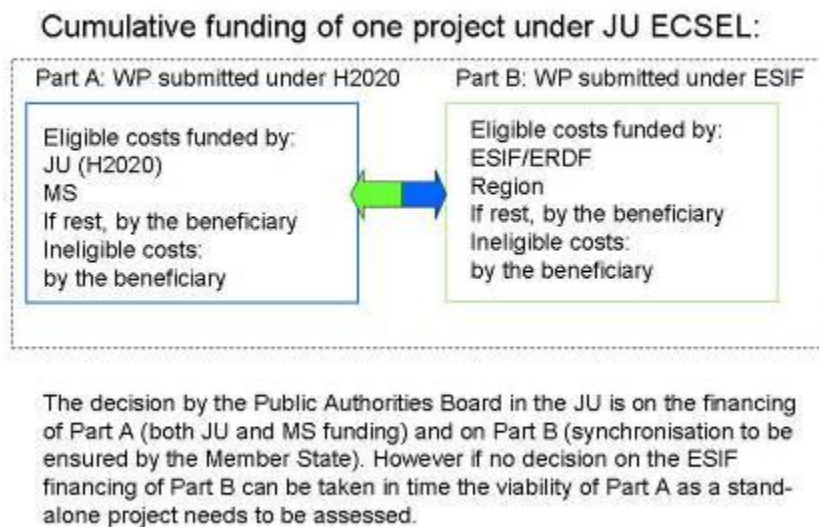 Cumulative funding of one project under JU ECSEL:
Part A: WP submitted under H2020
Eligible costs funded by:
JU (H2020)
MS
If rest, by the beneficiary
Ineligible costs:
by the beneficiary
Part B: WP submitted under ESIF
Eligible costs funded by:
ESIF/ERDF
Region
If rest, by the beneficiary
Ineligible costs:
by the beneficiary
The decision by the Public Authorities Board in the JU is on the financing
of Part A (both JU and MS funding) and on Part B (synchronisation to be
ensured by the Member State). However if no decision on the ESIF
financing of Part B can be taken in time the viability of Part A as a stand-
alone project needs to be assessed.